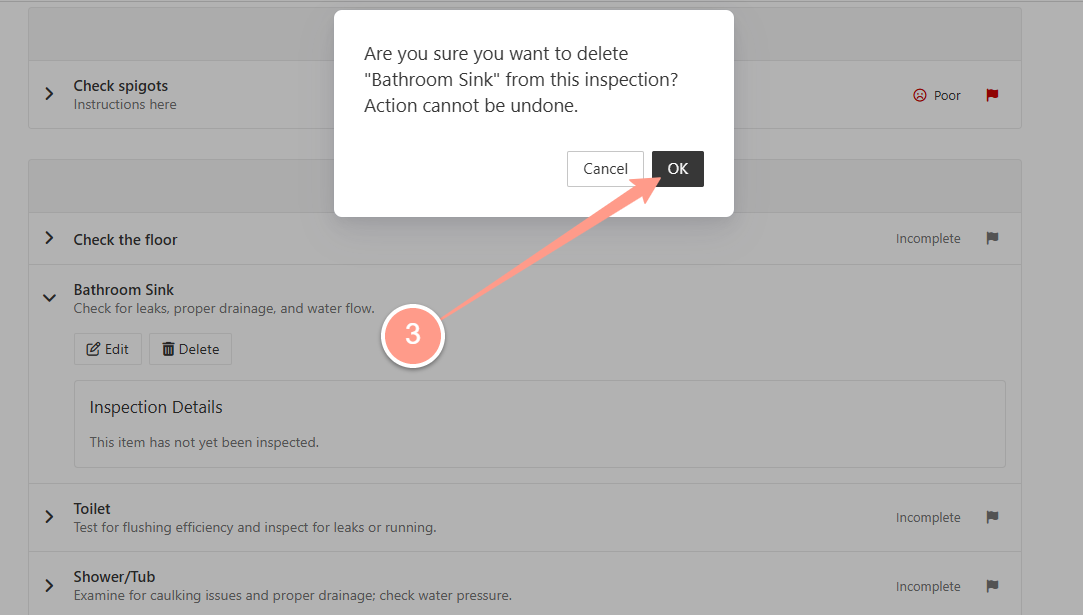 Are you sure you want to delete
"Bathroom Sink" from this inspection?
Action cannot be undone.
Cancel
OK
Check spigots
Instructions here
Poor
Check the floor
Incomplete
Bathroom Sink
Check for leaks, proper drainage, and water flow.
3
Edit
Delete
Inspection Details
This item has not yet been inspected.
Toilet
Test for flushing efficiency and inspect for leaks or running.
Incomplete
Shower/Tub
Examine for caulking issues and proper drainage; check water pressure.
Incomplete